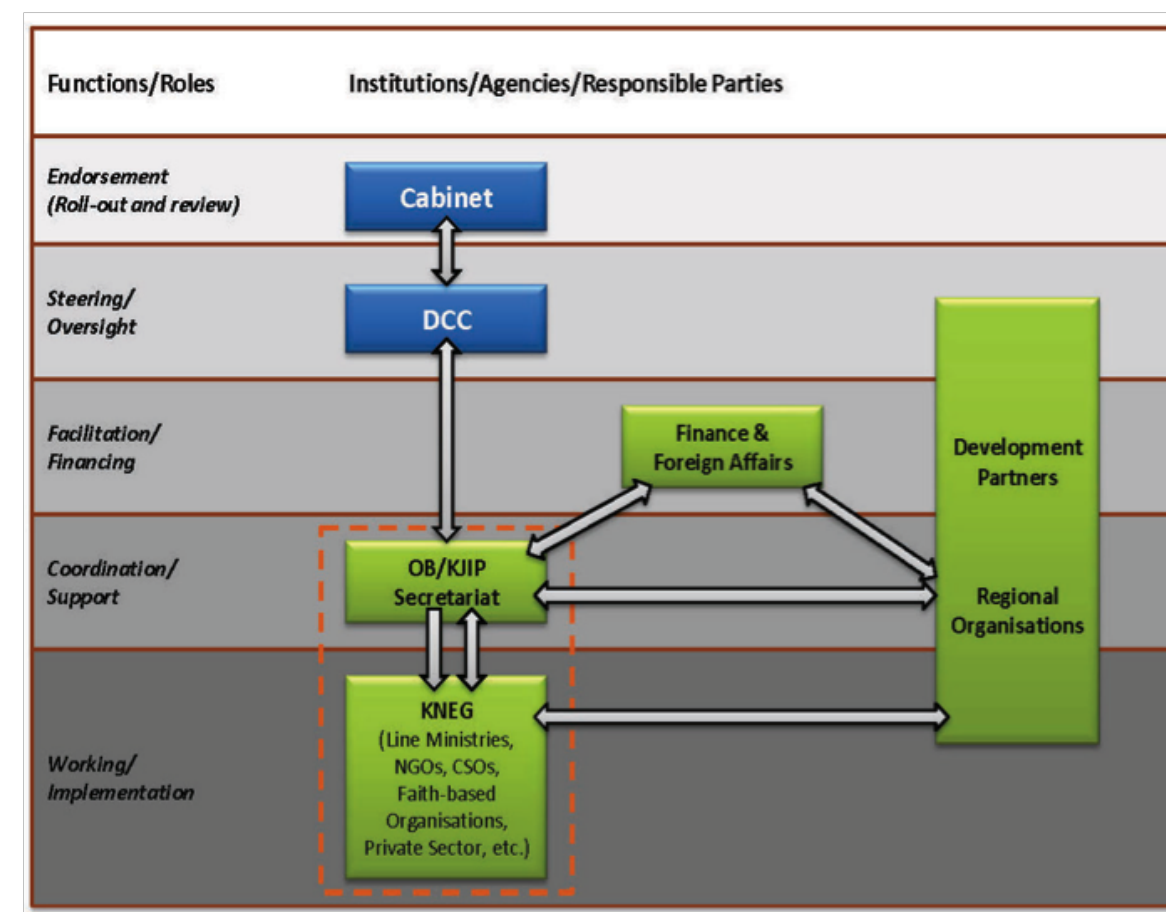 Functions/Roles
Institutions/Agencies/Responsible Parties
Endorsement
(Roll-out and review)
Cabinet
Steering/
Oversight
DCC
Facilitation/
Financing
Finance &
Foreign Affairs
Development
Partners
Coordination/
Support
OB/KJIP
Secretariat
Regional
Organisations
Working/
Implementation
KNEG
(Line Ministries,
NGOs, CSOs,
Faith-based
Organisations,
Private Sector, etc.)